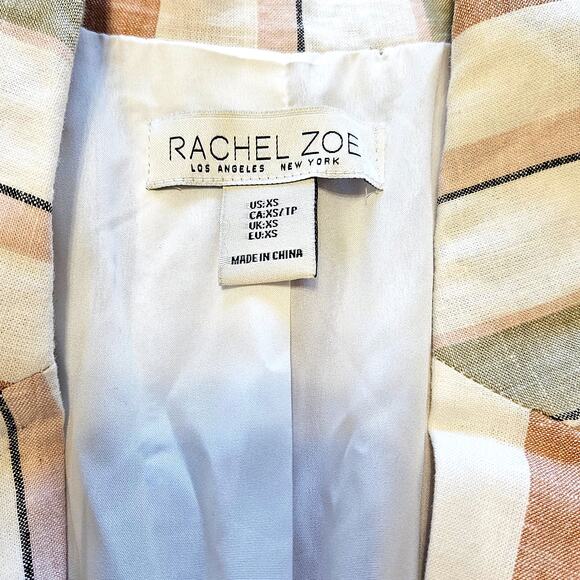 RACHEL ZOE
LOS ANGELES NEW YORK
US:XS
CA:XS/TP
UK:XS
EU:XS
MADE IN CHINA